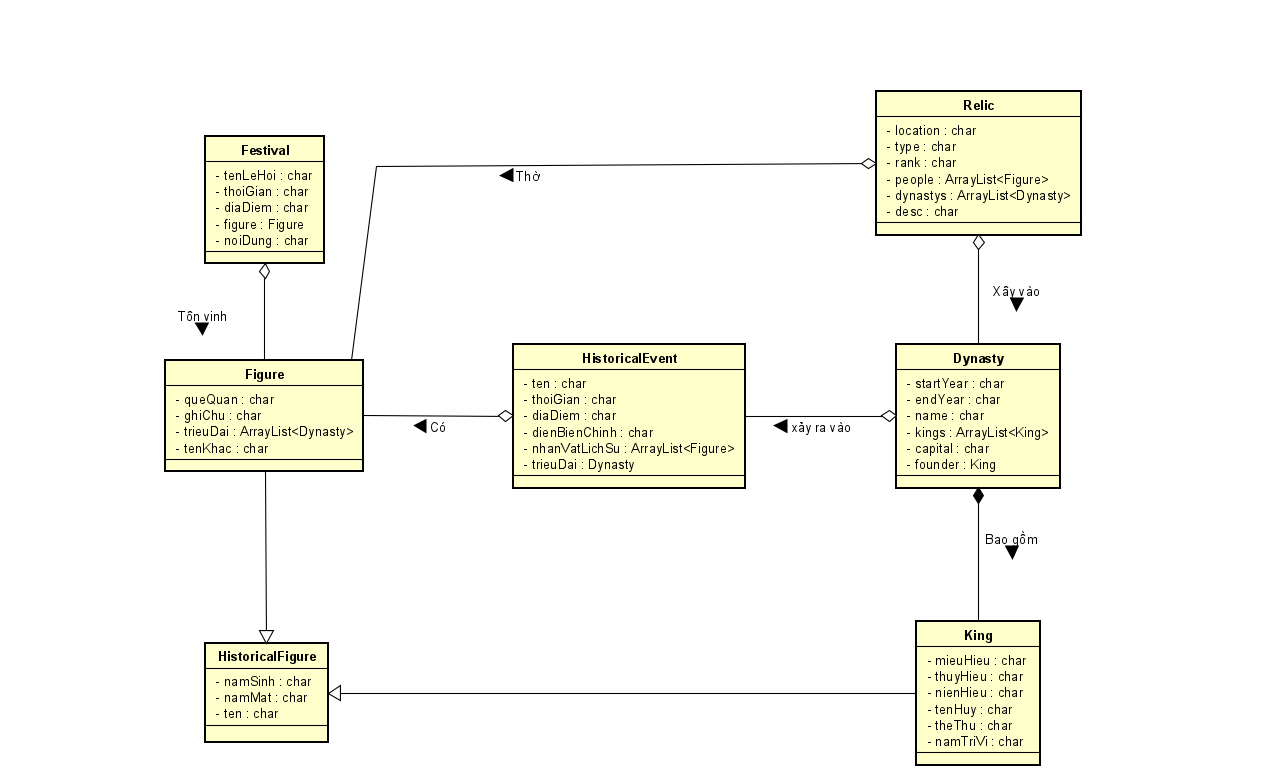 Relic
- location : char
- type : char
- rank : char
- people : ArrayList<Figure>
- dynastys : ArrayList<Dynasty>
- desc : char
Festival
- tenLeHoi : char
- thoiGian : char
- diaDiem : char
- figure : Figure
- noiDung : char
Thờ
Xây vào
Tôn vinh
Figure
- queQuan : char
- ghiChu : char
- trieuDai : ArrayList<Dynasty>
- tenKhac : char
Có
HistoricalEvent
- ten : char
- thoiGian : char
- diaDiem : char
- dienBienChinh : char
- nhanVatLichSu : ArrayList<Figure>
- trieuDai : Dynasty
xảy ra vào
Dynasty
- startYear : char
- endYear : char
- name : char
- kings : ArrayList<King>
- capital : char
- founder : King
Bao gồm
HistoricalFigure
- namSinh : char
- namMat : char
- ten : char
King
- mieuHieu : char
- thuyHieu : char
- nienHieu : char
- tenHuy : char
- theThu : char
- namTriVi : char